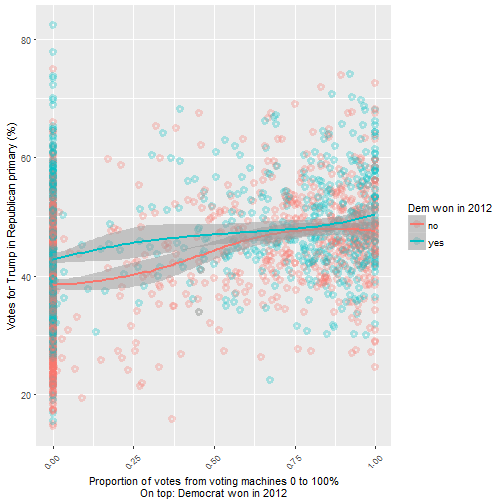 80
60
40
20
Votes for Trump in Republican primary (%)
0.00
0.25
0.50
0.75
1.00
Proportion of votes from voting machines 0 to 100%
On top: Democrat won in 2012
Dem won in 2012
no
yes